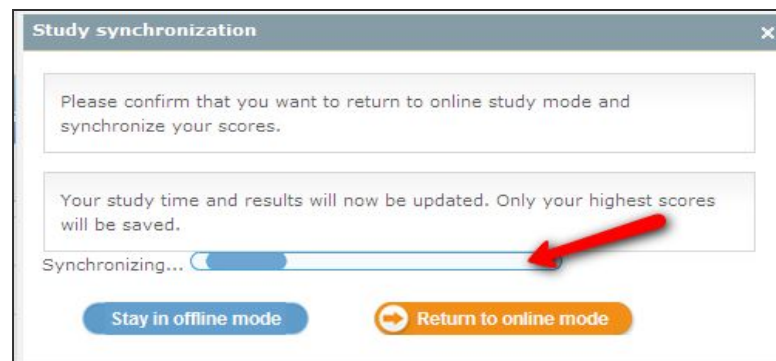 Study synchronization
Please confirm that you want to return to online study mode and
synchronize your scores.
Your study time and results will now be updated. Only your highest scores
will be saved.
Synchronizing...
Stay in offline mode
Return to online mode